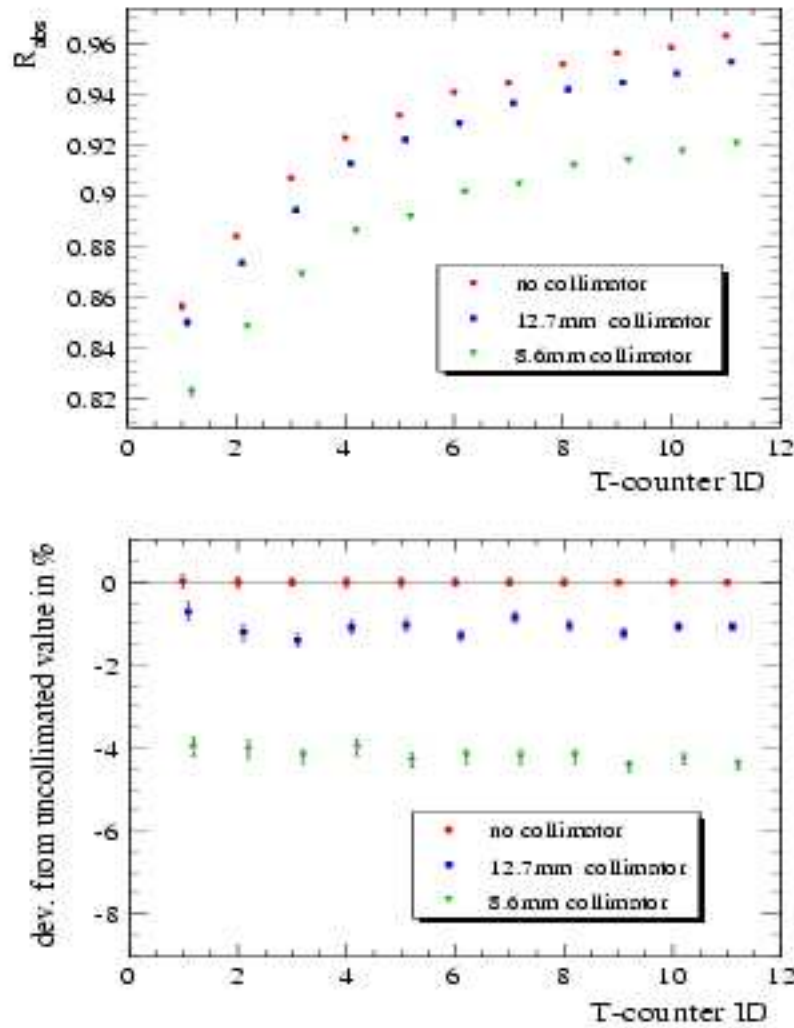 R_abs
0.96
0.94
0.92
0.9
0.88
0.86
0.84
0.82
no collimator
12.7mm collimator
8.6mm collimator
0 2 4 6 8 10 12
T-counter ID
dev. from uncollimated value in %
0
-2
-4
-6
-8
no collimator
12.7mm collimator
8.6mm collimator
0 2 4 6 8 10 12
T-counter ID